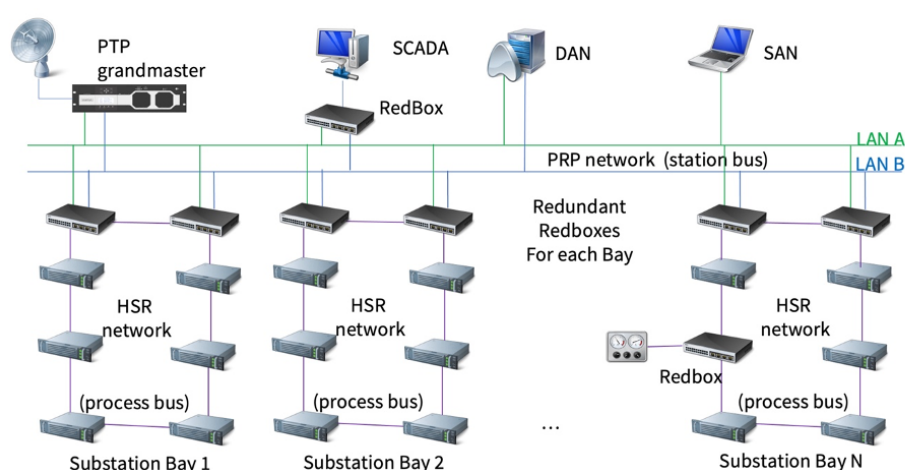 PTP
grandmaster
SCADA
DAN
SAN
RedBox
LAN A
PRP network (station bus)
LAN B
Redundant
Redboxes
For each Bay
HSR
network
HSR
network
HSR
network
Redbox
(process bus)
(process bus)
(process bus)
...
Substation Bay 1
Substation Bay 2
Substation Bay N